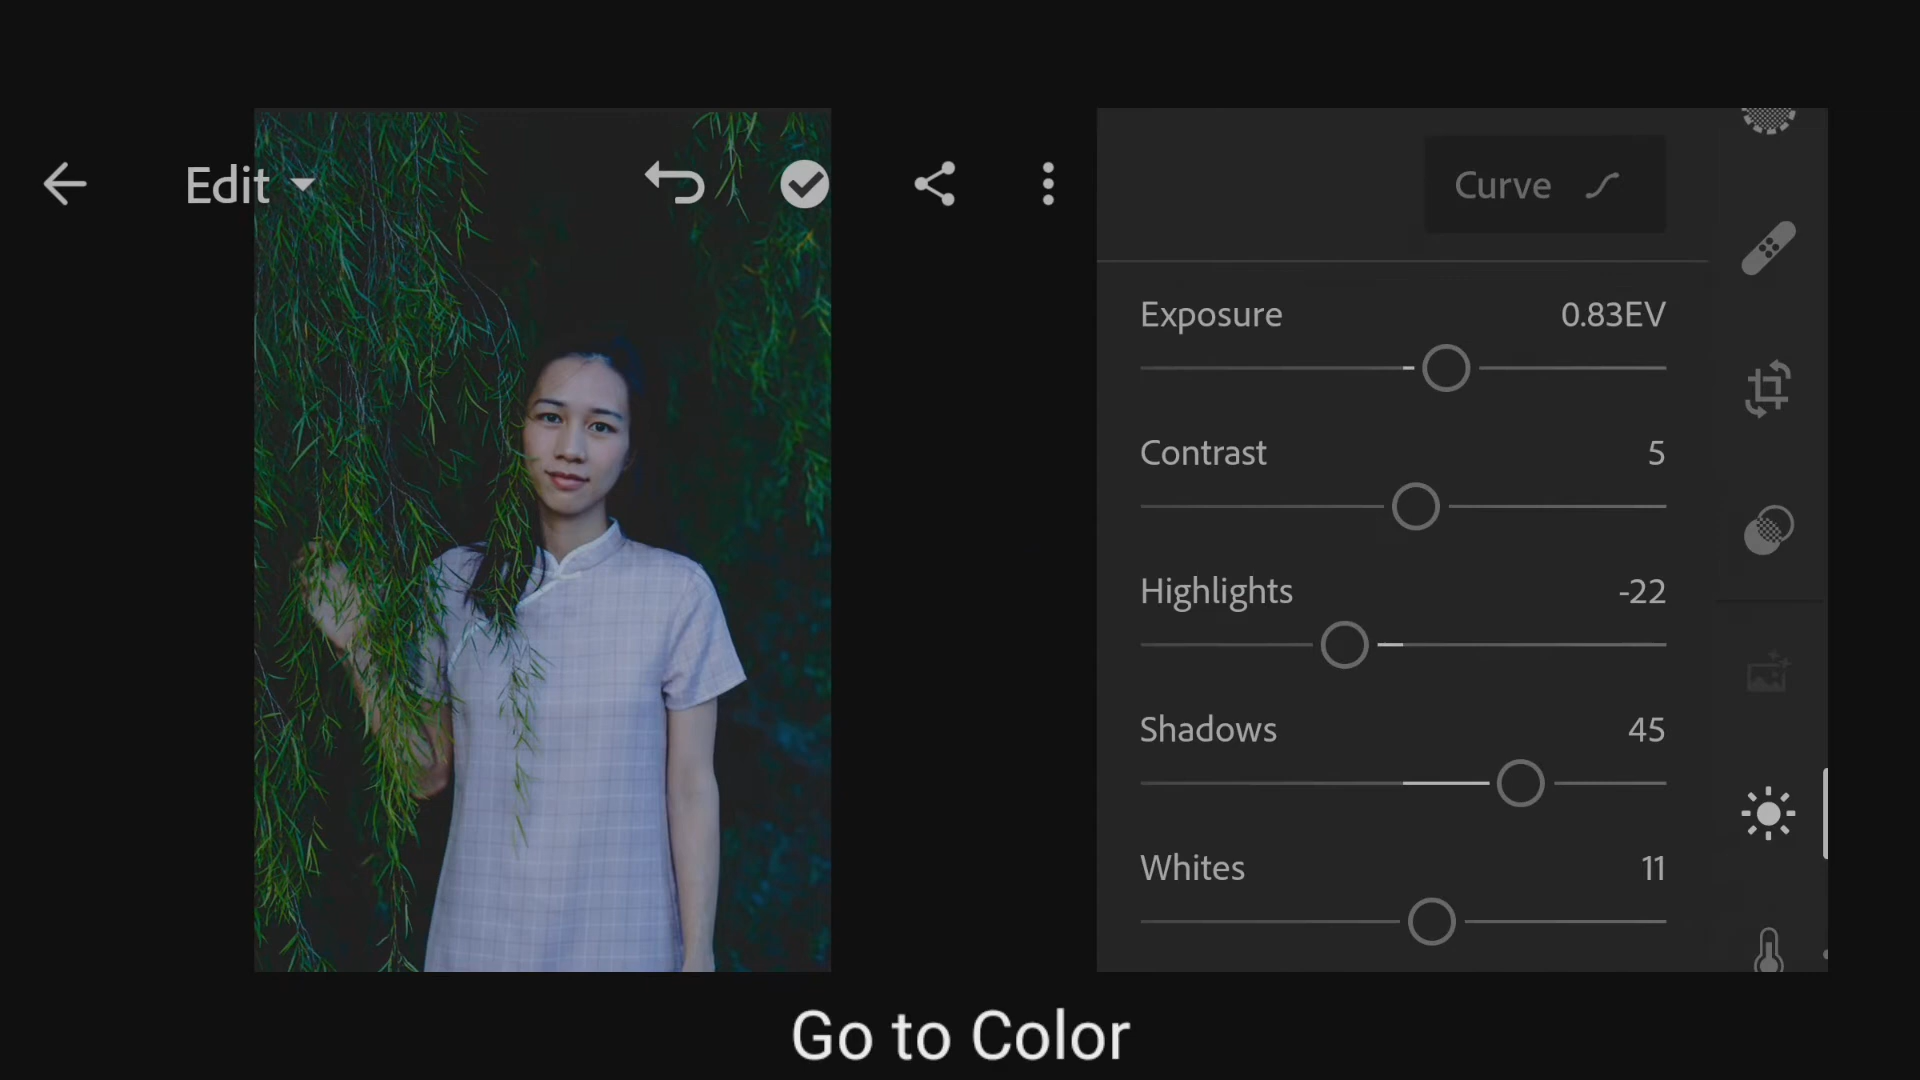 Edit
Curve
Exposure 0.83EV
Contrast 5
Highlights -22
Shadows 45
Whites 11
Go to Color